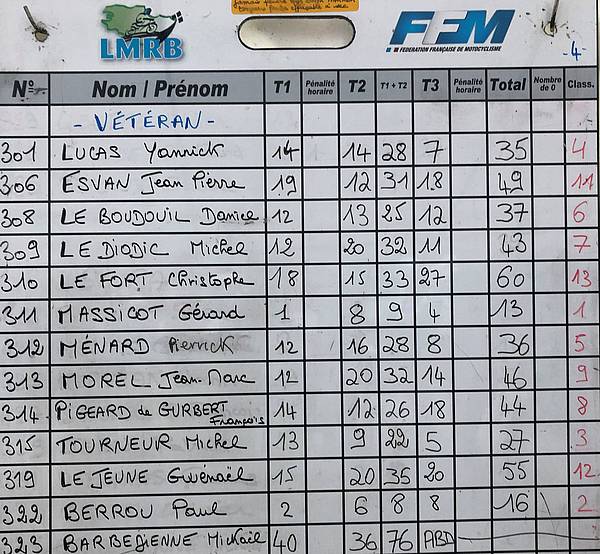 LMRB
FFM
FÉDÉRATION FRANÇAISE DE MOTOCYCLISME
-4-
N° Nom / Prénom T1 Pénalité horaire T2 T1 + T2 T3 Pénalité horaire Total Nombre de 0 Class.
- VÉTÉRAN -
301 LUCAS Yannick 14 14 28 7 35 4
306 ESVAN Jean Pierre 19 12 31 18 49 11
308 LE BOUDOUIL Daniel 12 13 25 12 37 6
309 LE DIODIC Michel 12 20 32 11 43 7
310 LE FORT Christophe 18 15 33 27 60 13
311 MASSICOT Gérard 1 8 9 4 13 1
312 MÉNARD Pierrick 12 16 28 8 36 5
313 MOREL Jean-Marc 12 20 32 14 46 9
314 PIGEARD de GURBERT François 14 12 26 18 44 8
315 TOURNEUR Michel 13 9 22 5 27 3
319 LE JEUNE Gwénaël 15 20 35 20 55 12
322 BERROU Paul 2 6 8 8 16 2
323 BARBEDIENNE Mickaël 40 36 76 ABD